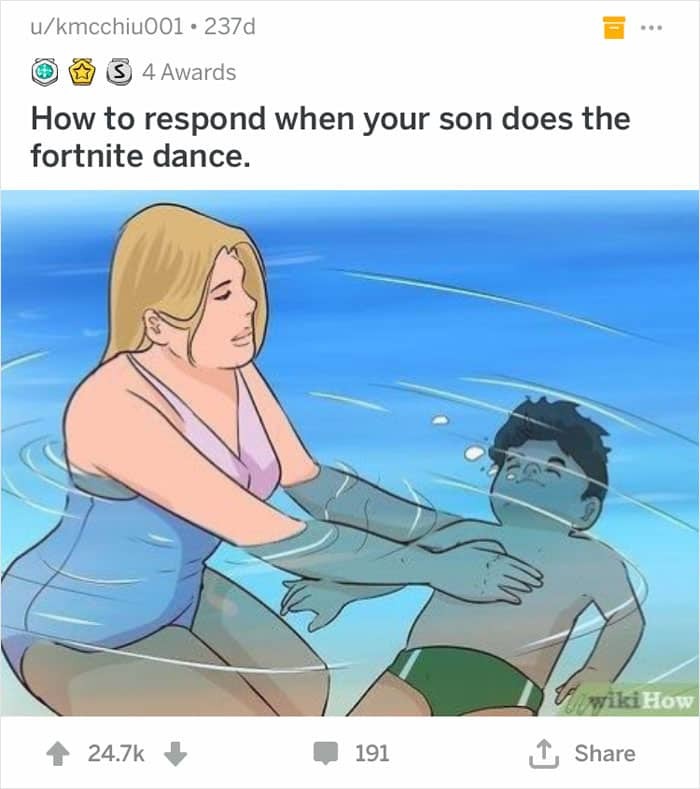 u/kmcchiu001 • 237d
S 4 Awards
How to respond when your son does the
fortnite dance.
wikiHow
24.7k 191 Share